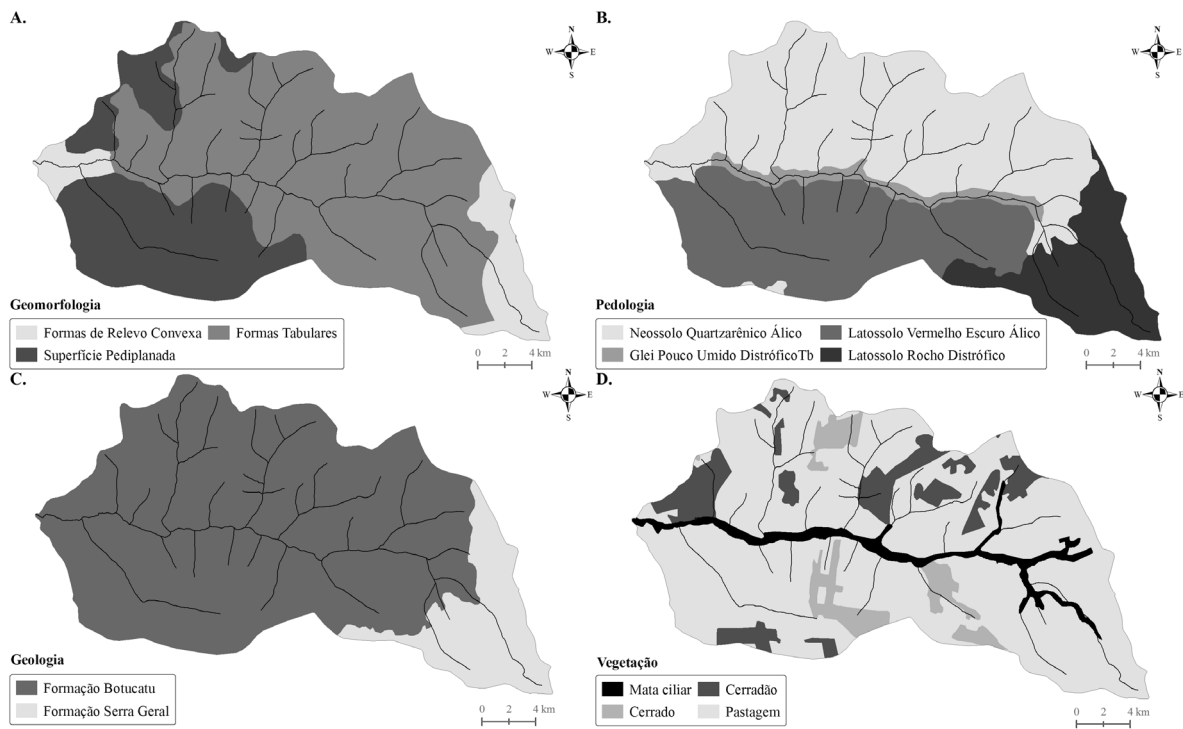 A.
N
W E
S
Geomorfologia
Formas de Relevo Convexa Formas Tabulares
Superfície Pediplanada
0 2 4 km
B.
N
W E
S
Pedologia
Neossolo Quartzarênico Álico Latossolo Vermelho Escuro Álico
Glei Pouco Umido DistróficoTb Latossolo Rocho Distrófico
0 2 4 km
C.
N
W E
S
Geologia
Formação Botucatu
Formação Serra Geral
0 2 4 km
D.
N
W E
S
Vegetação
Mata ciliar Cerradão
Cerrado Pastagem
0 2 4 km